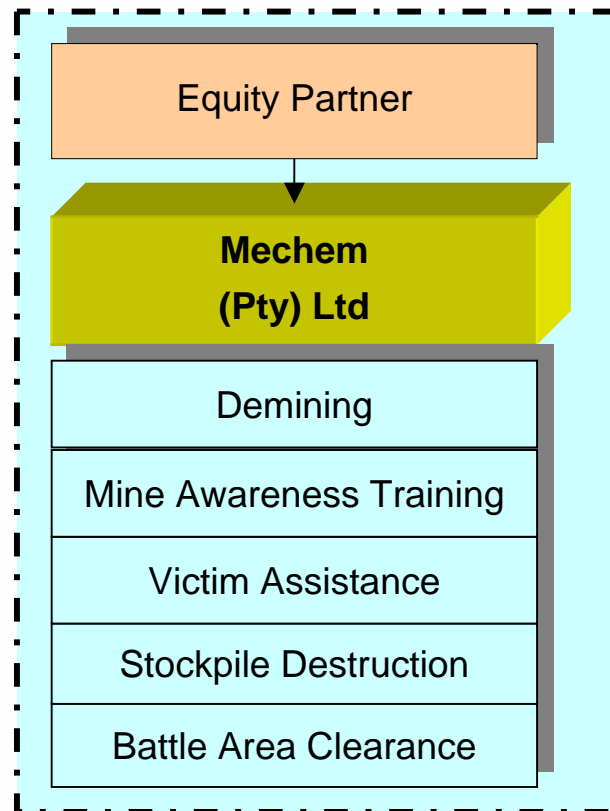 Equity Partner
Mechem
(Pty) Ltd
Demining
Mine Awareness Training
Victim Assistance
Stockpile Destruction
Battle Area Clearance